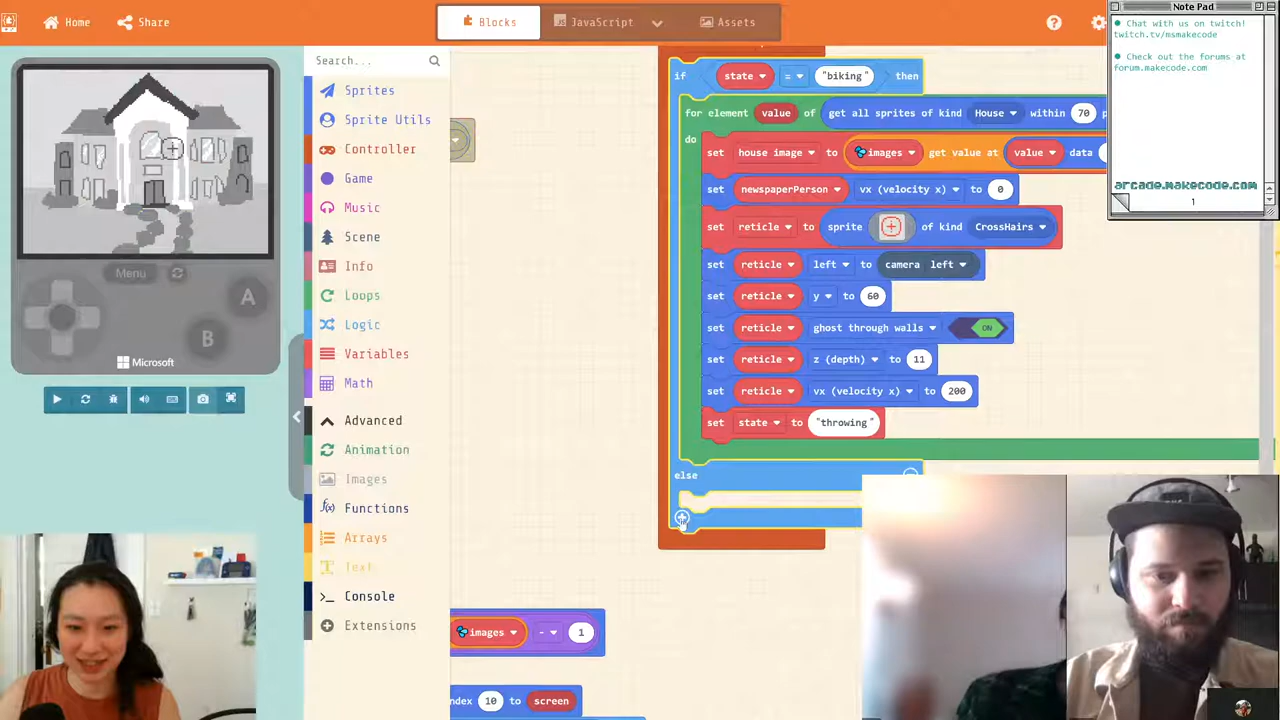 Home
Share
Blocks
JavaScript
Assets
Note Pad
Chat with us on twitch!
twitch.tv/msmakecode
Check out the forums at
forum.makecode.com
arcade.makecode.com
1
Menu
A
B
Microsoft
Search...
Sprites
Sprite Utils
Controller
Game
Music
Scene
Info
Loops
Logic
Variables
Math
Advanced
Animation
Images
Functions
Arrays
Text
Console
Extensions
if state = "biking" then
for element value of get all sprites of kind House within 70 p
do
set house image to images get value at value data
set newspaperPerson vx (velocity x) to 0
set reticle to sprite of kind CrossHairs
set reticle left to camera left
set reticle y to 60
set reticle ghost through walls ON
set reticle z (depth) to 11
set reticle vx (velocity x) to 200
set state to "throwing"
else
images - 1
ndex 10 to screen